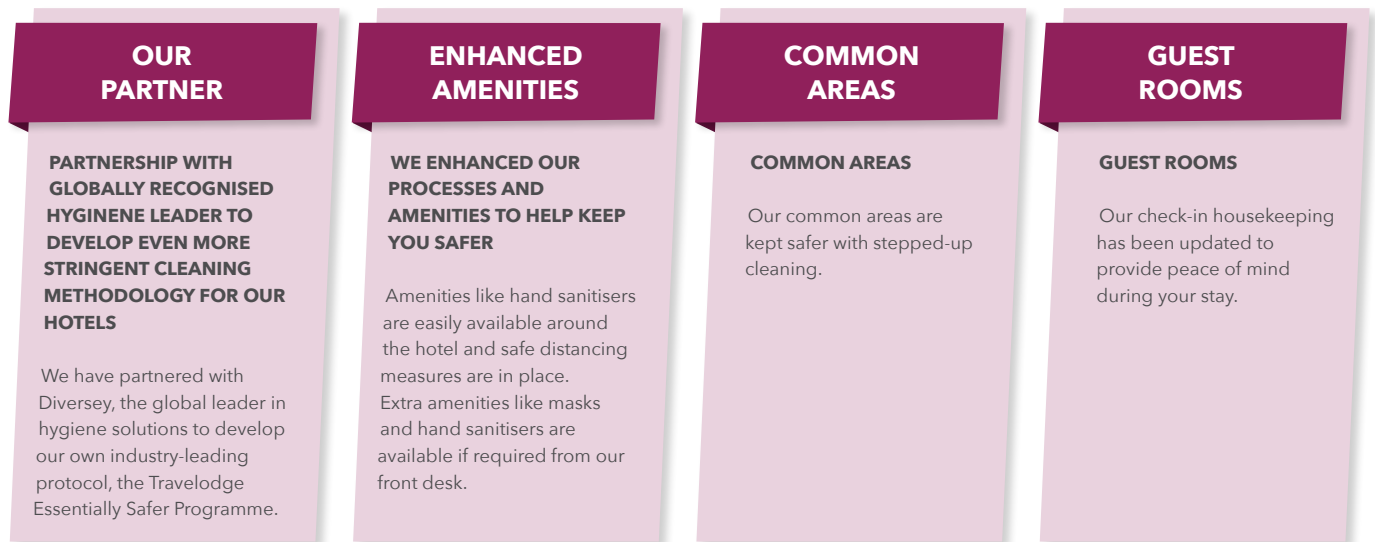 OUR
PARTNER
PARTNERSHIP WITH
GLOBALLY RECOGNISED
HYGINENE LEADER TO
DEVELOP EVEN MORE
STRINGENT CLEANING
METHODOLOGY FOR OUR
HOTELS
We have partnered with
Diversey, the global leader in
hygiene solutions to develop
our own industry-leading
protocol, the Travelodge
Essentially Safer Programme.
ENHANCED
AMENITIES
WE ENHANCED OUR
PROCESSES AND
AMENITIES TO HELP KEEP
YOU SAFER
Amenities like hand sanitisers
are easily available around
the hotel and safe distancing
measures are in place.
Extra amenities like masks
and hand sanitisers are
available if required from our
front desk.
COMMON
AREAS
COMMON AREAS
Our common areas are
kept safer with stepped-up
cleaning.
GUEST
ROOMS
GUEST ROOMS
Our check-in housekeeping
has been updated to
provide peace of mind
during your stay.